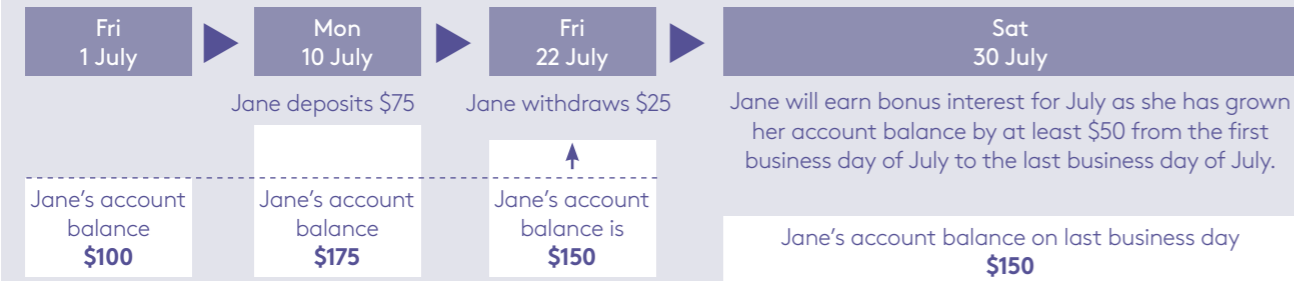 Fri
1 July
Mon
10 July
Fri
22 July
Sat
30 July
Jane deposits $75
Jane withdraws $25
Jane will earn bonus interest for July as she has grown
her account balance by at least $50 from the first
business day of July to the last business day of July.
Jane's account
balance
$100
Jane's account
balance
$175
Jane's account
balance is
$150
Jane's account balance on last business day
$150